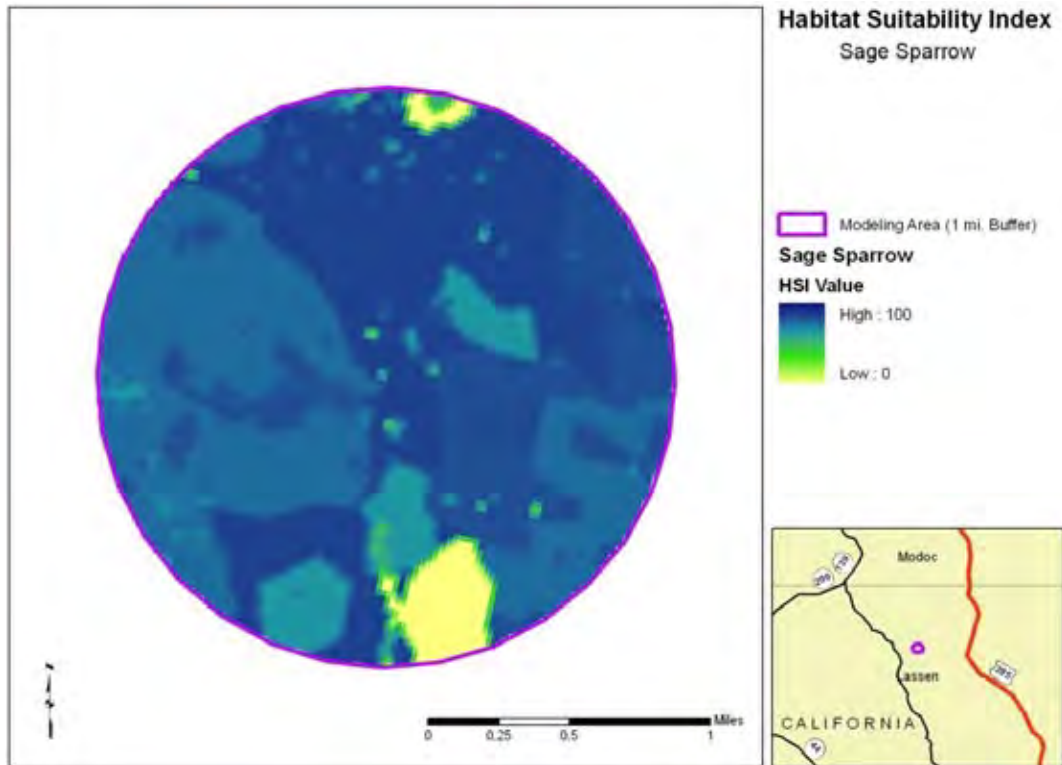 Habitat Suitability Index
Sage Sparrow
Modeling Area (1 mi. Buffer)
Sage Sparrow
HSI Value
High : 100
Low : 0
N
Miles
0 0.25 0.5 1
Modoc
299 139
395
Lassen
CALIFORNIA
44